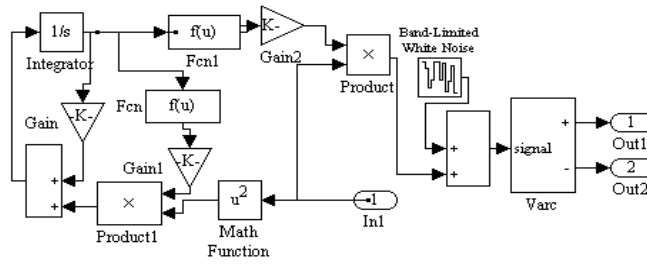 1/s
Integrator
f(u)
Fcn1
-K-
Gain2
×
Product
Band-Limited
White Noise
Gain
-K-
Fcn
f(u)
Gain1
-K-
+
+
×
Product1
u²
Math
Function
1
In1
+
+
signal
+
-
Varc
1
Out1
2
Out2